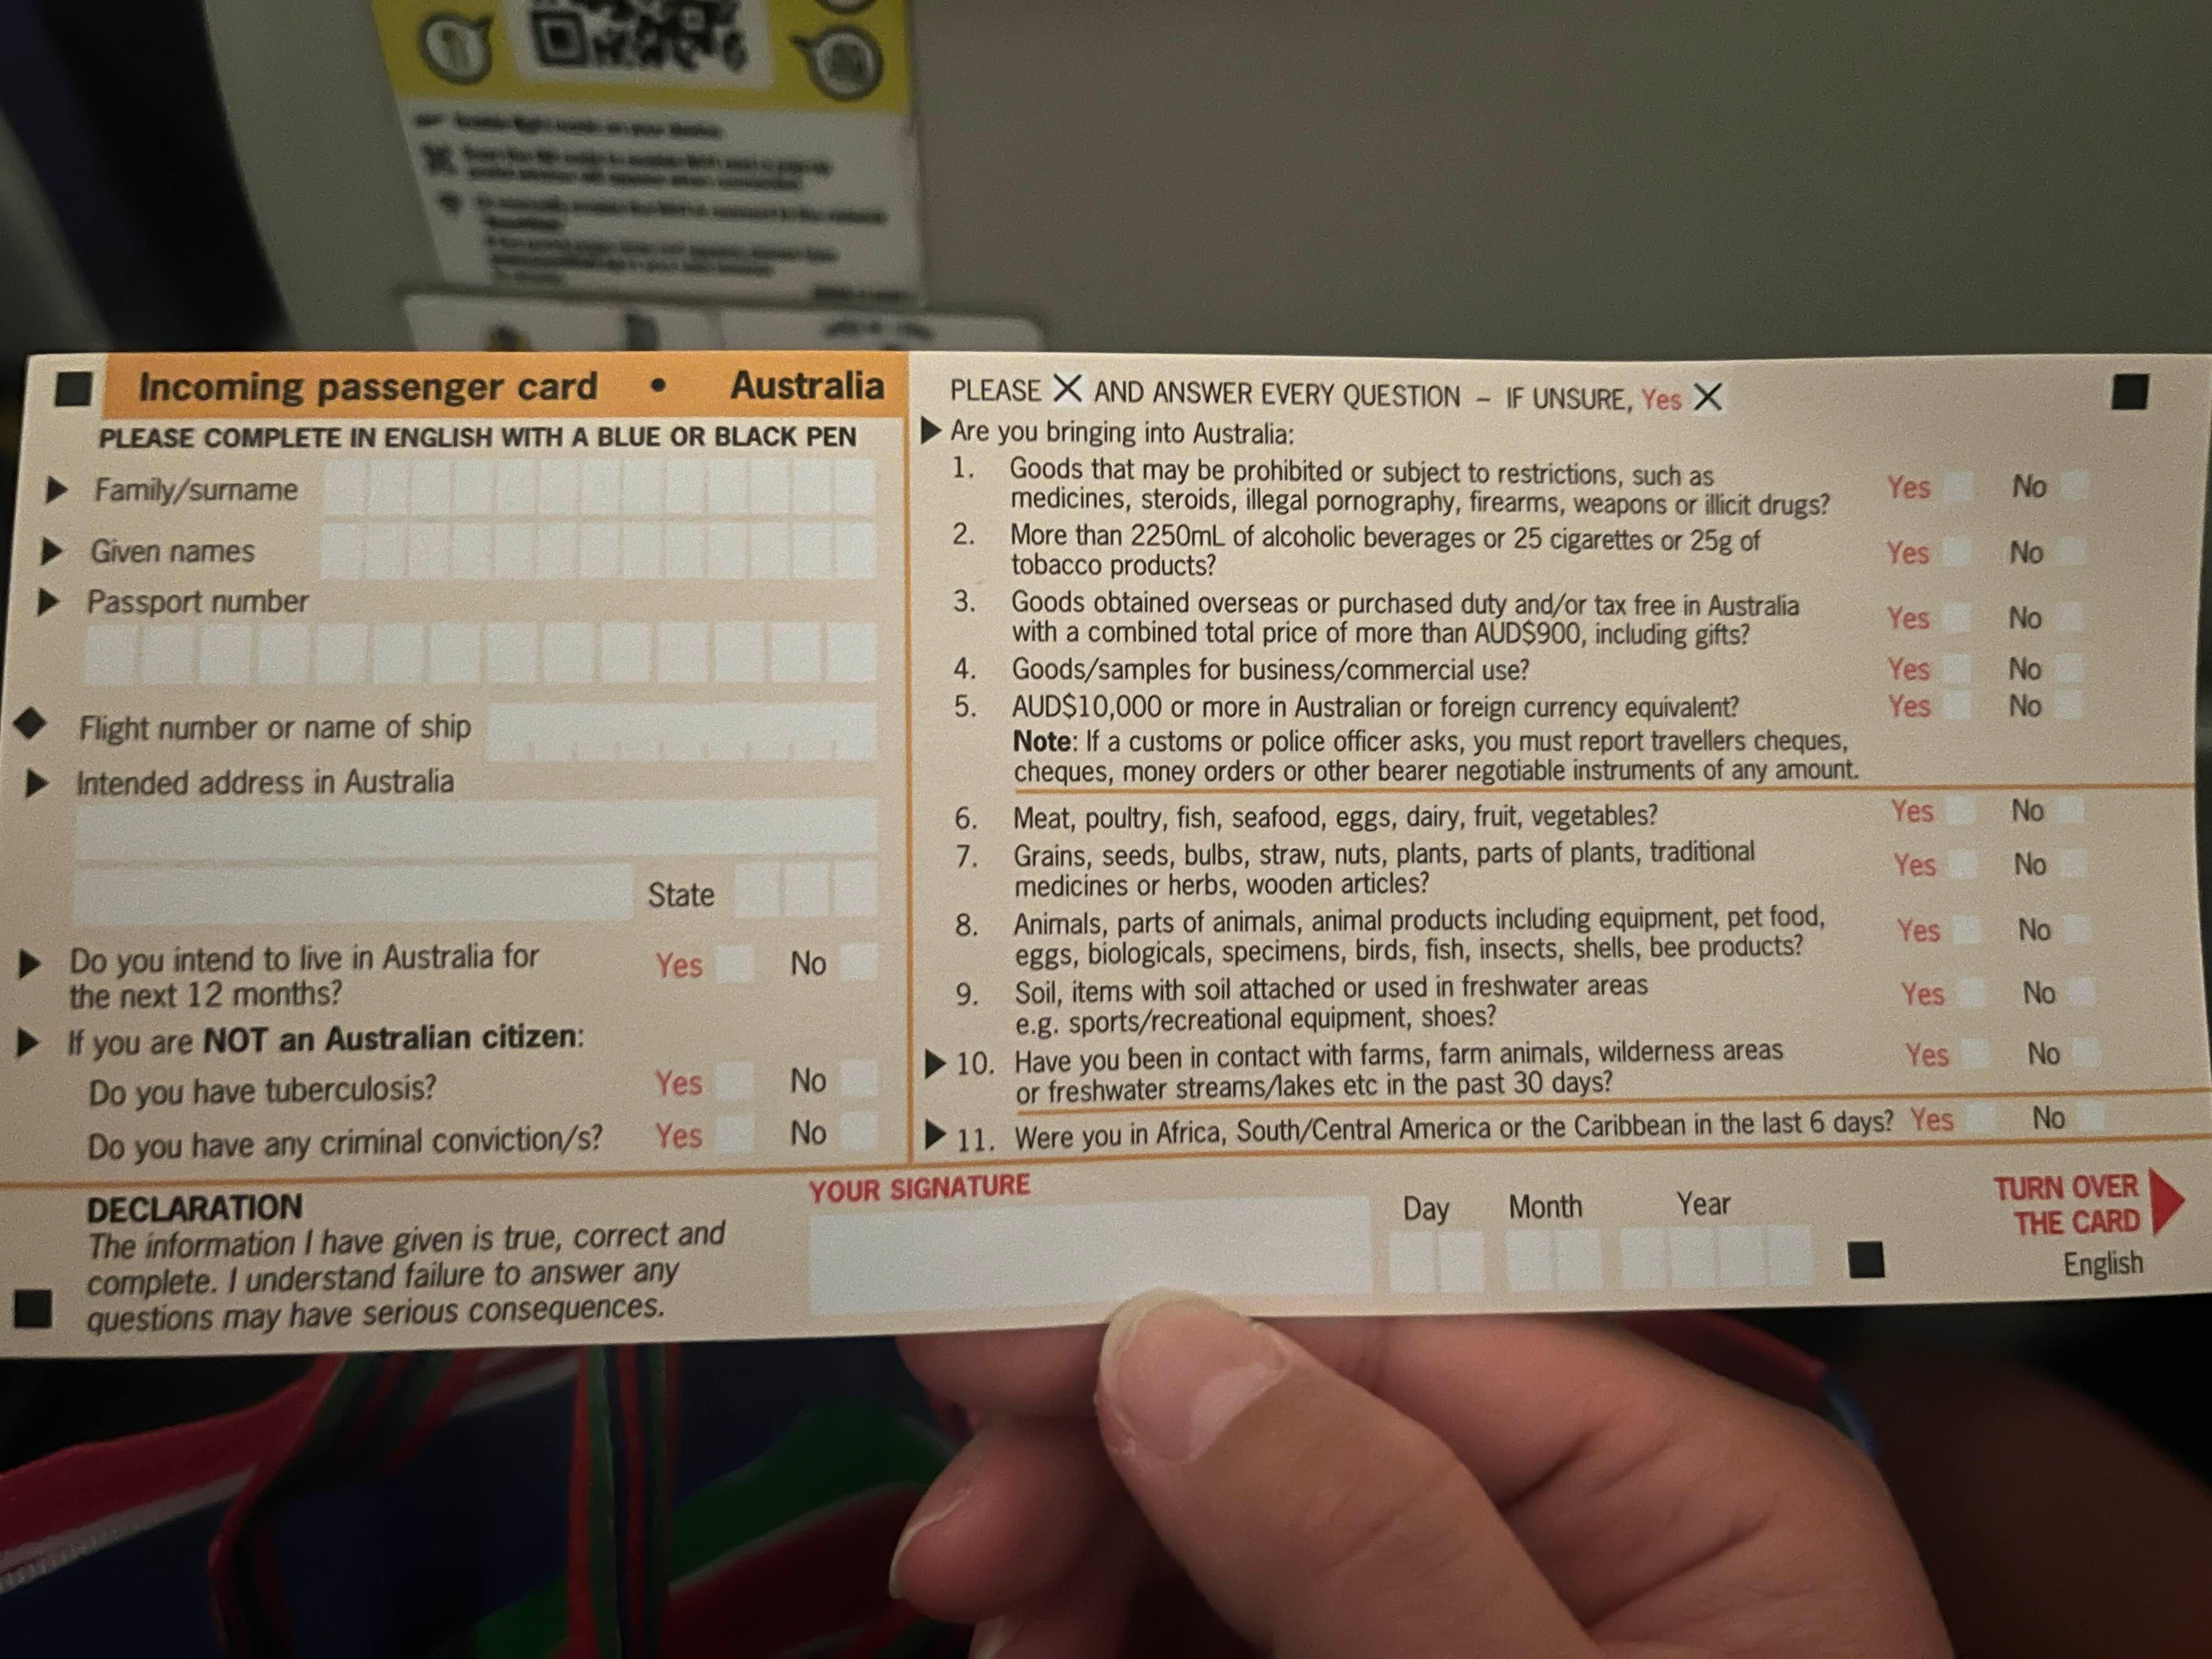 Incoming passenger card • Australia
PLEASE COMPLETE IN ENGLISH WITH A BLUE OR BLACK PEN
Family/surname
Given names
Passport number
Flight number or name of ship
Intended address in Australia
State
Do you intend to live in Australia for
the next 12 months?
Yes No
If you are NOT an Australian citizen:
Do you have tuberculosis? Yes No
Do you have any criminal conviction/s? Yes No
PLEASE X AND ANSWER EVERY QUESTION – IF UNSURE, Yes X
Are you bringing into Australia:
1. Goods that may be prohibited or subject to restrictions, such as
medicines, steroids, illegal pornography, firearms, weapons or illicit drugs? Yes No
2. More than 2250mL of alcoholic beverages or 25 cigarettes or 25g of
tobacco products? Yes No
3. Goods obtained overseas or purchased duty and/or tax free in Australia
with a combined total price of more than AUD$900, including gifts? Yes No
4. Goods/samples for business/commercial use? Yes No
5. AUD$10,000 or more in Australian or foreign currency equivalent? Yes No
Note: If a customs or police officer asks, you must report travellers cheques,
cheques, money orders or other bearer negotiable instruments of any amount.
6. Meat, poultry, fish, seafood, eggs, dairy, fruit, vegetables? Yes No
7. Grains, seeds, bulbs, straw, nuts, plants, parts of plants, traditional
medicines or herbs, wooden articles? Yes No
8. Animals, parts of animals, animal products including equipment, pet food,
eggs, biologicals, specimens, birds, fish, insects, shells, bee products? Yes No
9. Soil, items with soil attached or used in freshwater areas
e.g. sports/recreational equipment, shoes? Yes No
10. Have you been in contact with farms, farm animals, wilderness areas
or freshwater streams/lakes etc in the past 30 days? Yes No
11. Were you in Africa, South/Central America or the Caribbean in the last 6 days? Yes No
DECLARATION
The information I have given is true, correct and
complete. I understand failure to answer any
questions may have serious consequences.
YOUR SIGNATURE
Day Month Year
TURN OVER
THE CARD
English